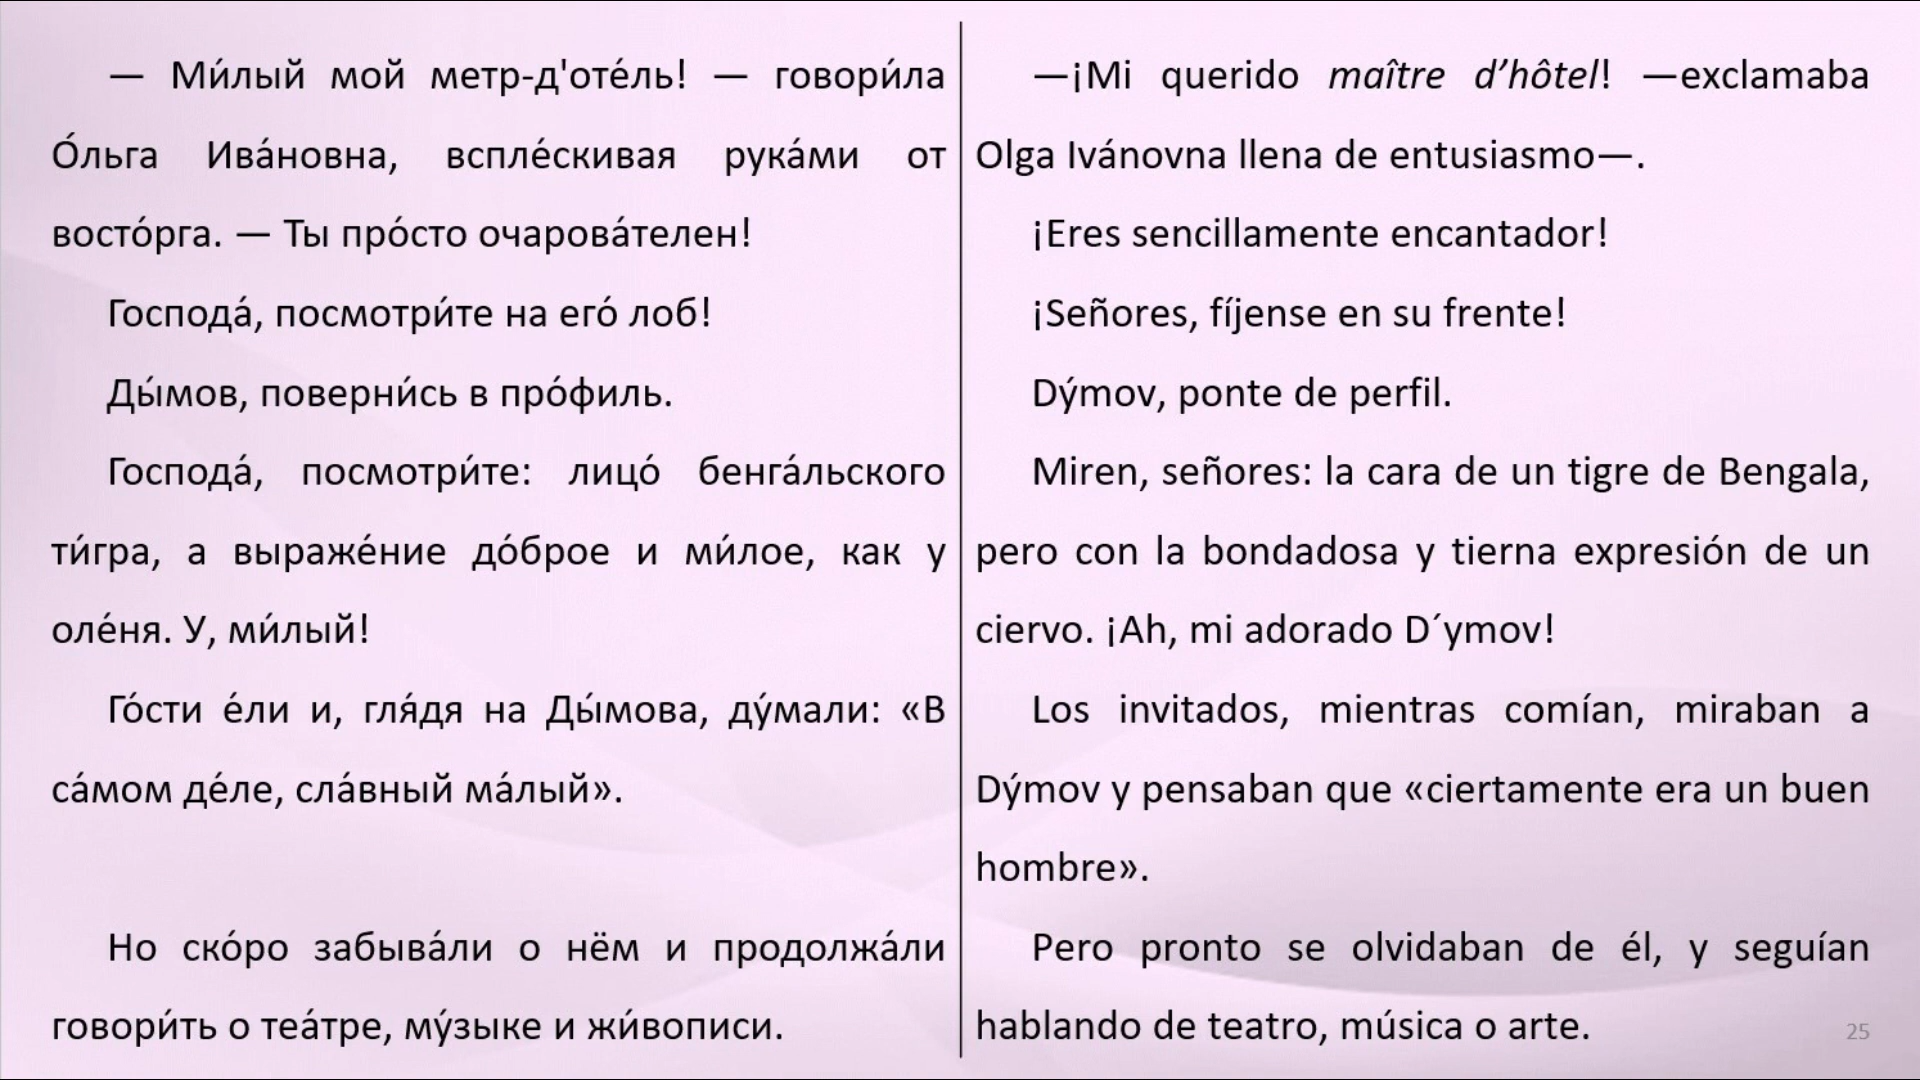 — Ми́лый мой метр-д'оте́ль! — говори́ла
О́льга Ива́новна, всплёскивая рука́ми от
восто́рга. — Ты про́сто очарова́телен!
Господа́, посмотри́те на его́ лоб!
Ды́мов, поверни́сь в про́филь.
Господа́, посмотри́те: лицо́ бенга́льского
ти́гра, а выраже́ние до́брое и ми́лое, как у
оле́ня. У, ми́лый!
Го́сти е́ли и, гля́дя на Ды́мова, ду́мали: «В
са́мом де́ле, сла́вный ма́лый».
Но ско́ро забыва́ли о нём и продолжа́ли
говори́ть о теа́тре, му́зыке и жи́вописи.
—¡Mi querido maître d’hôtel! —exclamaba
Olga Ivánovna llena de entusiasmo—.
¡Eres sencillamente encantador!
¡Señores, fíjense en su frente!
Dýmov, ponte de perfil.
Miren, señores: la cara de un tigre de Bengala,
pero con la bondadosa y tierna expresión de un
ciervo. ¡Ah, mi adorado D´ymov!
Los invitados, mientras comían, miraban a
Dýmov y pensaban que «ciertamente era un buen
hombre».
Pero pronto se olvidaban de él, y seguían
hablando de teatro, música o arte.
25